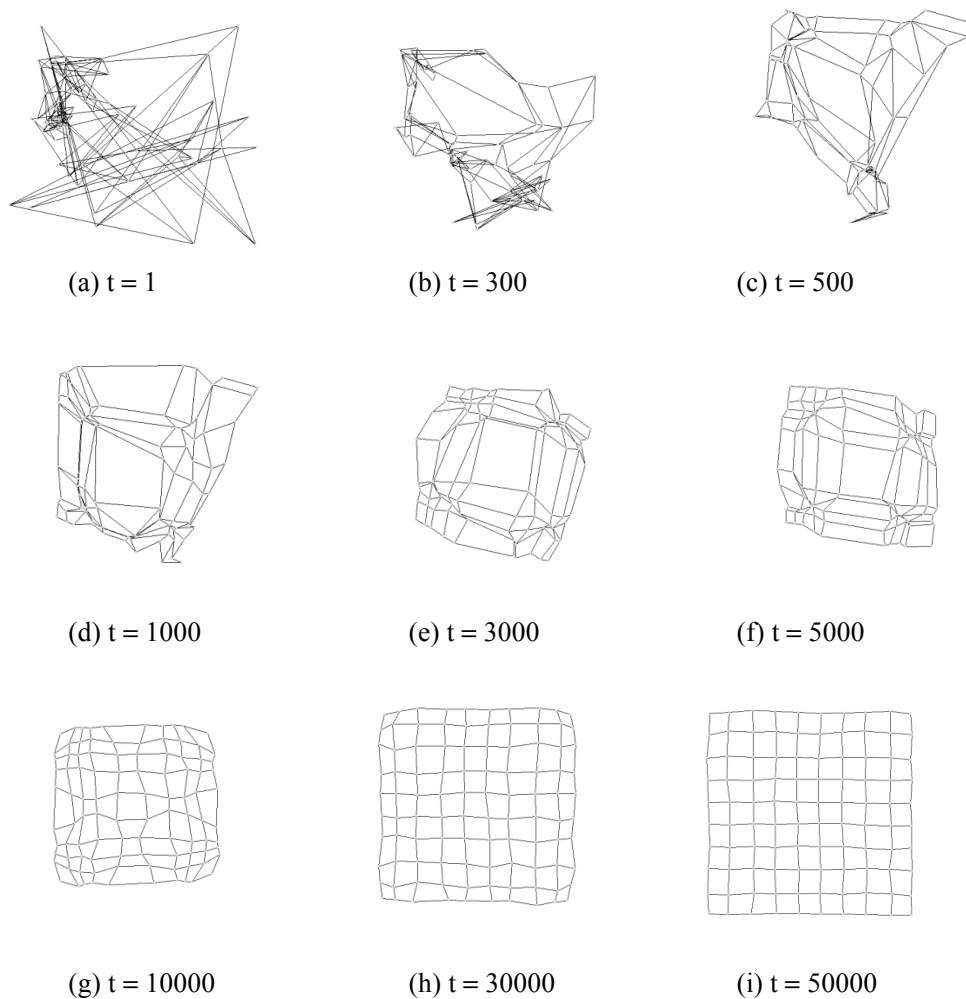 (a) t = 1 (b) t = 300 (c) t = 500
(d) t = 1000 (e) t = 3000 (f) t = 5000
(g) t = 10000 (h) t = 30000 (i) t = 50000